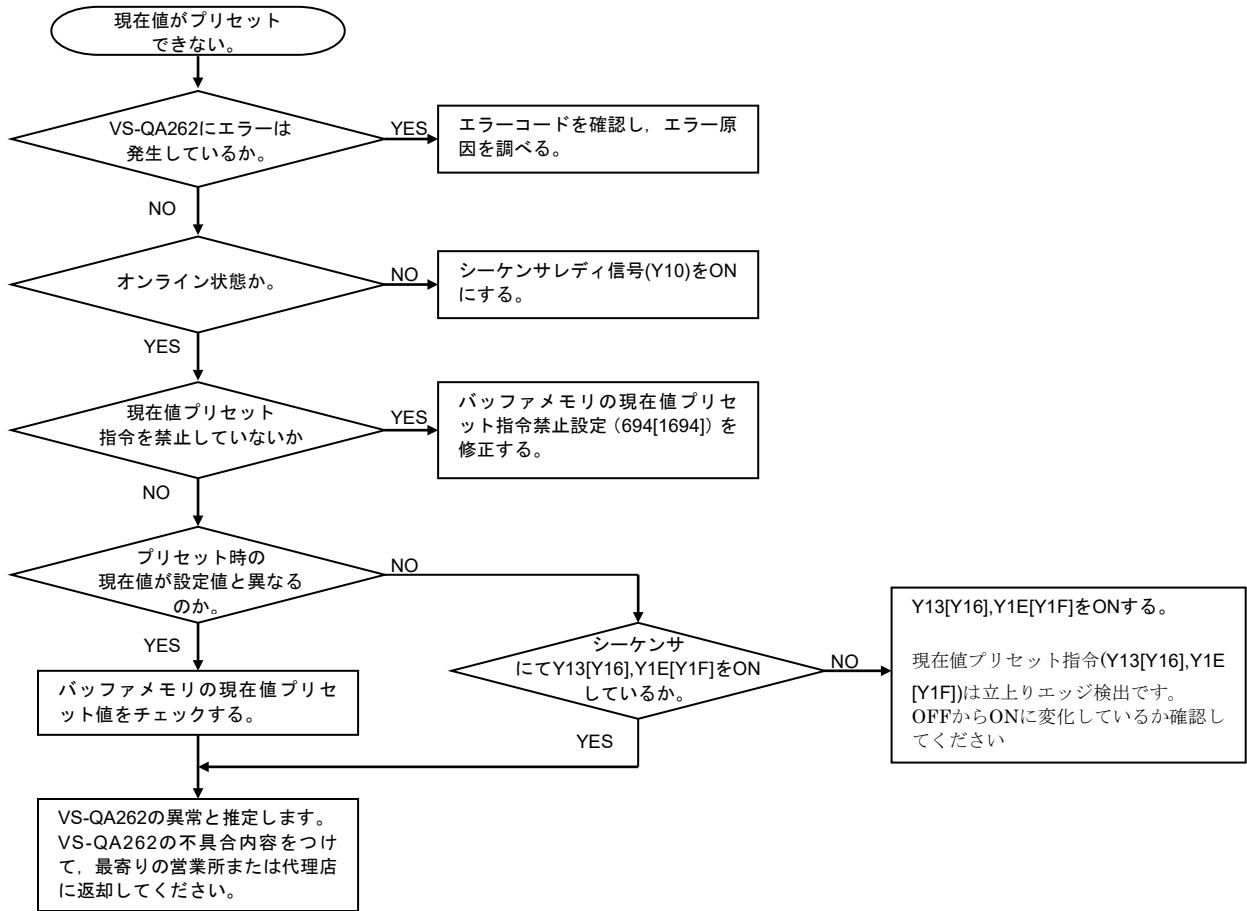 現在値がプリセット
できない。
VS-QA262にエラーは
発生しているか。
YES
エラーコードを確認し，エラー原
因を調べる。
NO
オンライン状態か。
NO
シーケンサレディ信号(Y10)をON
にする。
YES
現在値プリセット
指令を禁止していないか
YES
バッファメモリの現在値プリセ
ット指令禁止設定（694[1694]）を
修正する。
NO
プリセット時の
現在値が設定値と異なる
のか。
NO
YES
シーケンサ
にてY13[Y16],Y1E[Y1F]をON
しているか。
NO
Y13[Y16],Y1E[Y1F]をONする。
現在値プリセット指令(Y13[Y16],Y1E
[Y1F])は立上りエッジ検出です。
OFFからONに変化しているか確認し
てください
バッファメモリの現在値プリセ
ット値をチェックする。
YES
VS-QA262の異常と推定します。
VS-QA262の不具合内容をつけ
て，最寄りの営業所または代理店
に返却してください。